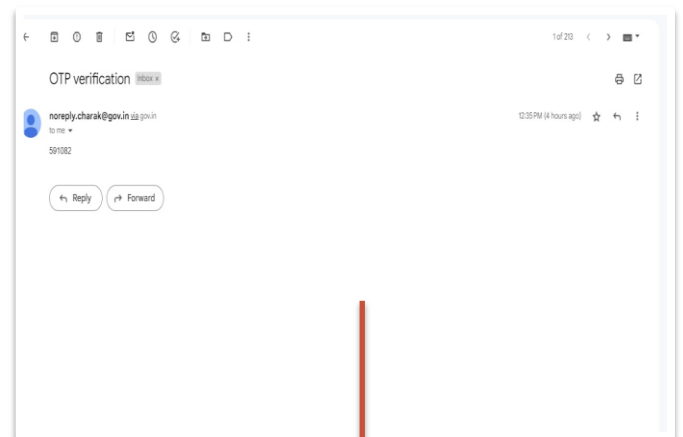 1 of 213
OTP verification Inbox x
noreply.charak@gov.in via gov.in
12:35 PM (4 hours ago)
to me
591082
Reply
Forward